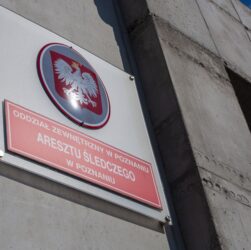 ODDZIAŁ ZEWNĘTRZNY W POZNANIU
ARESZTU ŚLEDCZEGO
W POZNANIU